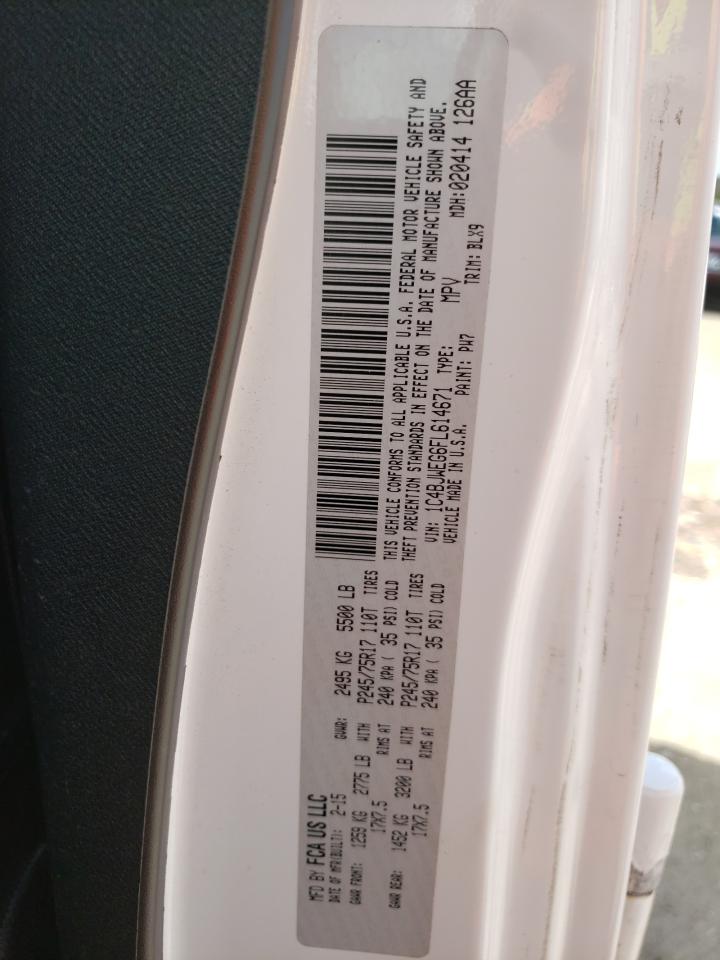 MFD BY FCA US LLC
DATE OF MFR(BUILT): 2-15 GVWR: 2495 KG 5500 LB
GAWR FRONT: 1259 KG 2775 LB WITH P245/75R17 110T TIRES
17X7.5 RIMS AT 240 KPA ( 35 PSI) COLD
GAWR REAR: 1452 KG 3200 LB WITH P245/75R17 110T TIRES
17X7.5 RIMS AT 240 KPA ( 35 PSI) COLD
THIS VEHICLE CONFORMS TO ALL APPLICABLE U.S.A. FEDERAL MOTOR VEHICLE SAFETY AND
THEFT PREVENTION STANDARDS IN EFFECT ON THE DATE OF MANUFACTURE SHOWN ABOVE.
VIN: 1C4BJWEG6FL614671 TYPE: MPV MDH:020414 126AA
VEHICLE MADE IN U.S.A. PAINT: PW7 TRIM: BLX9